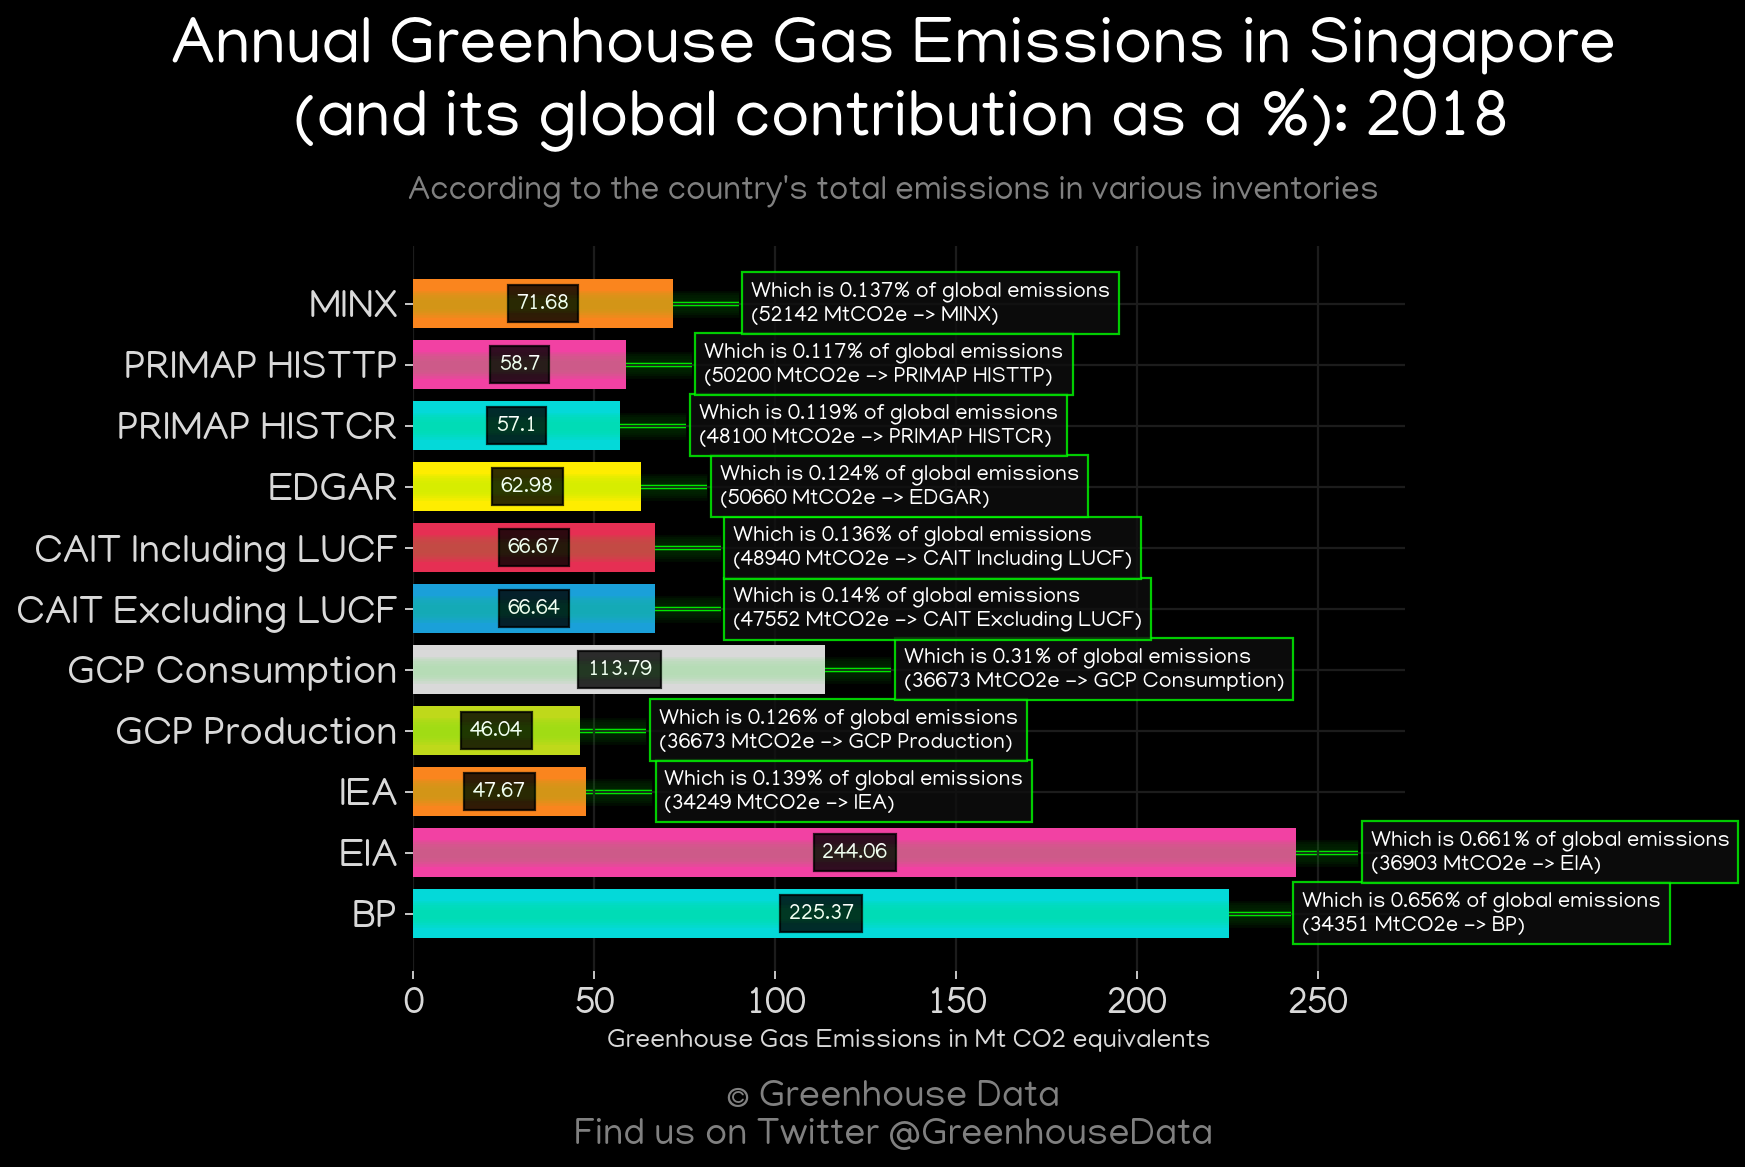 Annual Greenhouse Gas Emissions in Singapore
(and its global contribution as a %): 2018
According to the country's total emissions in various inventories
MINX
71.68
Which is 0.137% of global emissions
(52142 MtCO2e -> MINX)
PRIMAP HISTTP
58.7
Which is 0.117% of global emissions
(50200 MtCO2e -> PRIMAP HISTTP)
PRIMAP HISTCR
57.1
Which is 0.119% of global emissions
(48100 MtCO2e -> PRIMAP HISTCR)
EDGAR
62.98
Which is 0.124% of global emissions
(50660 MtCO2e -> EDGAR)
CAIT Including LUCF
66.67
Which is 0.136% of global emissions
(48940 MtCO2e -> CAIT Including LUCF)
CAIT Excluding LUCF
66.64
Which is 0.14% of global emissions
(47552 MtCO2e -> CAIT Excluding LUCF)
GCP Consumption
113.79
Which is 0.31% of global emissions
(36673 MtCO2e -> GCP Consumption)
GCP Production
46.04
Which is 0.126% of global emissions
(36673 MtCO2e -> GCP Production)
IEA
47.67
Which is 0.139% of global emissions
(34249 MtCO2e -> IEA)
EIA
244.06
Which is 0.661% of global emissions
(36903 MtCO2e -> EIA)
BP
225.37
Which is 0.656% of global emissions
(34351 MtCO2e -> BP)
0 50 100 150 200 250
Greenhouse Gas Emissions in Mt CO2 equivalents
© Greenhouse Data
Find us on Twitter @GreenhouseData